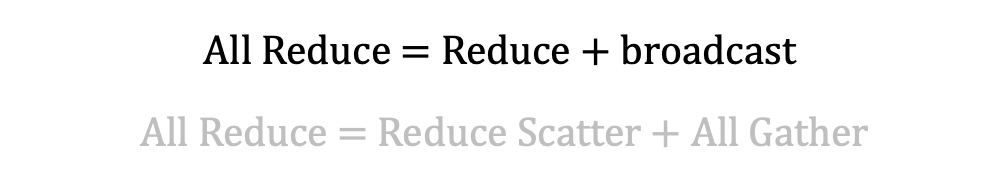 All Reduce = Reduce + broadcast
All Reduce = Reduce Scatter + All Gather